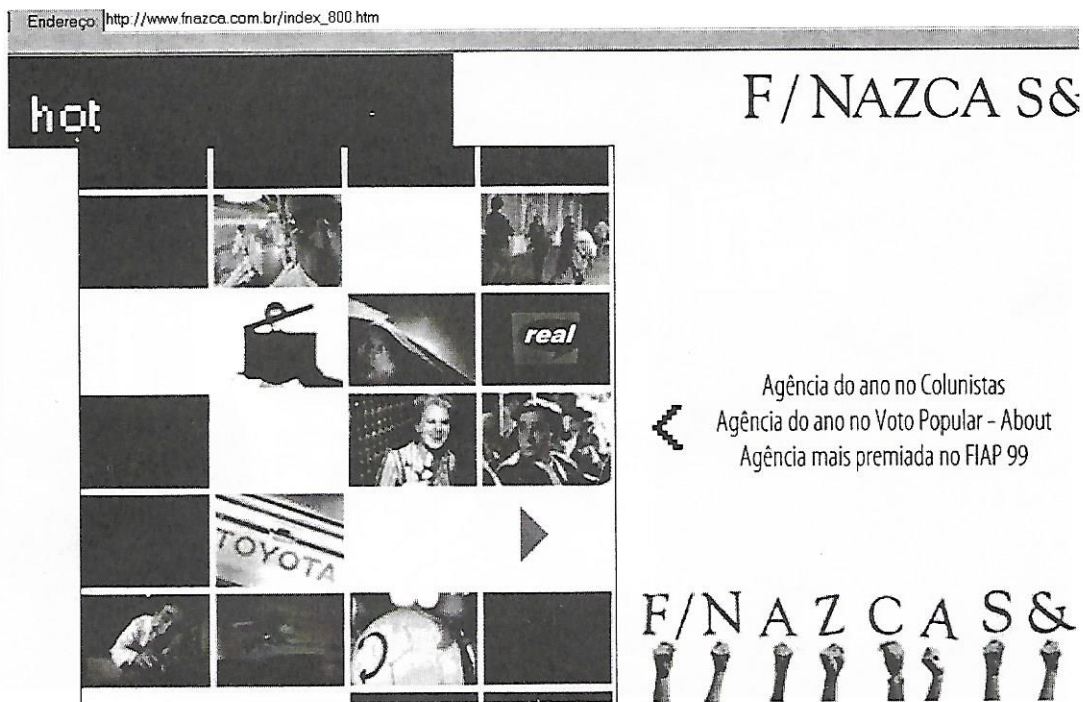 Endereço: http://www.fnazca.com.br/index_800.htm
hot
F/NAZCA S&
real
Agência do ano no Colunistas
Agência do ano no Voto Popular – About
Agência mais premiada no FIAP 99
TOYOTA
F/NAZCA S&